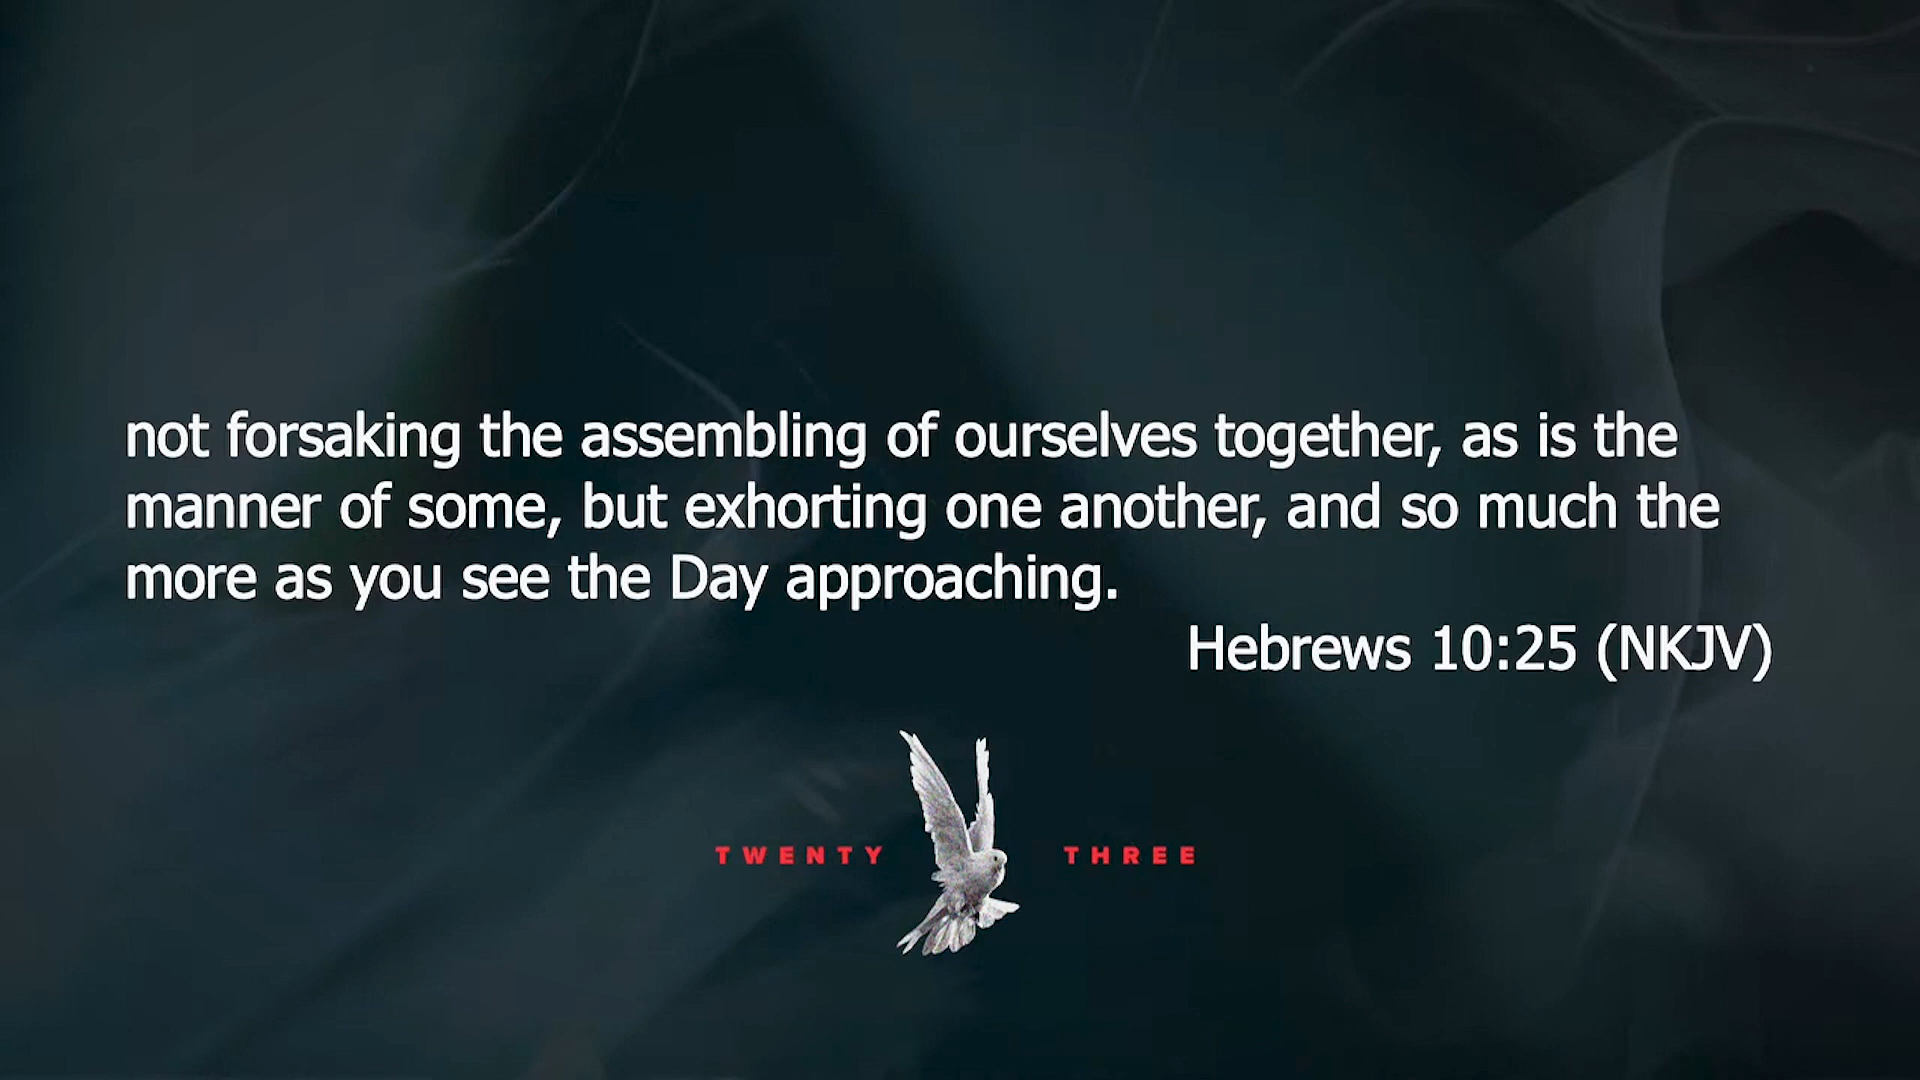 not forsaking the assembling of ourselves together, as is the
manner of some, but exhorting one another, and so much the
more as you see the Day approaching.
Hebrews 10:25 (NKJV)
TWENTY THREE